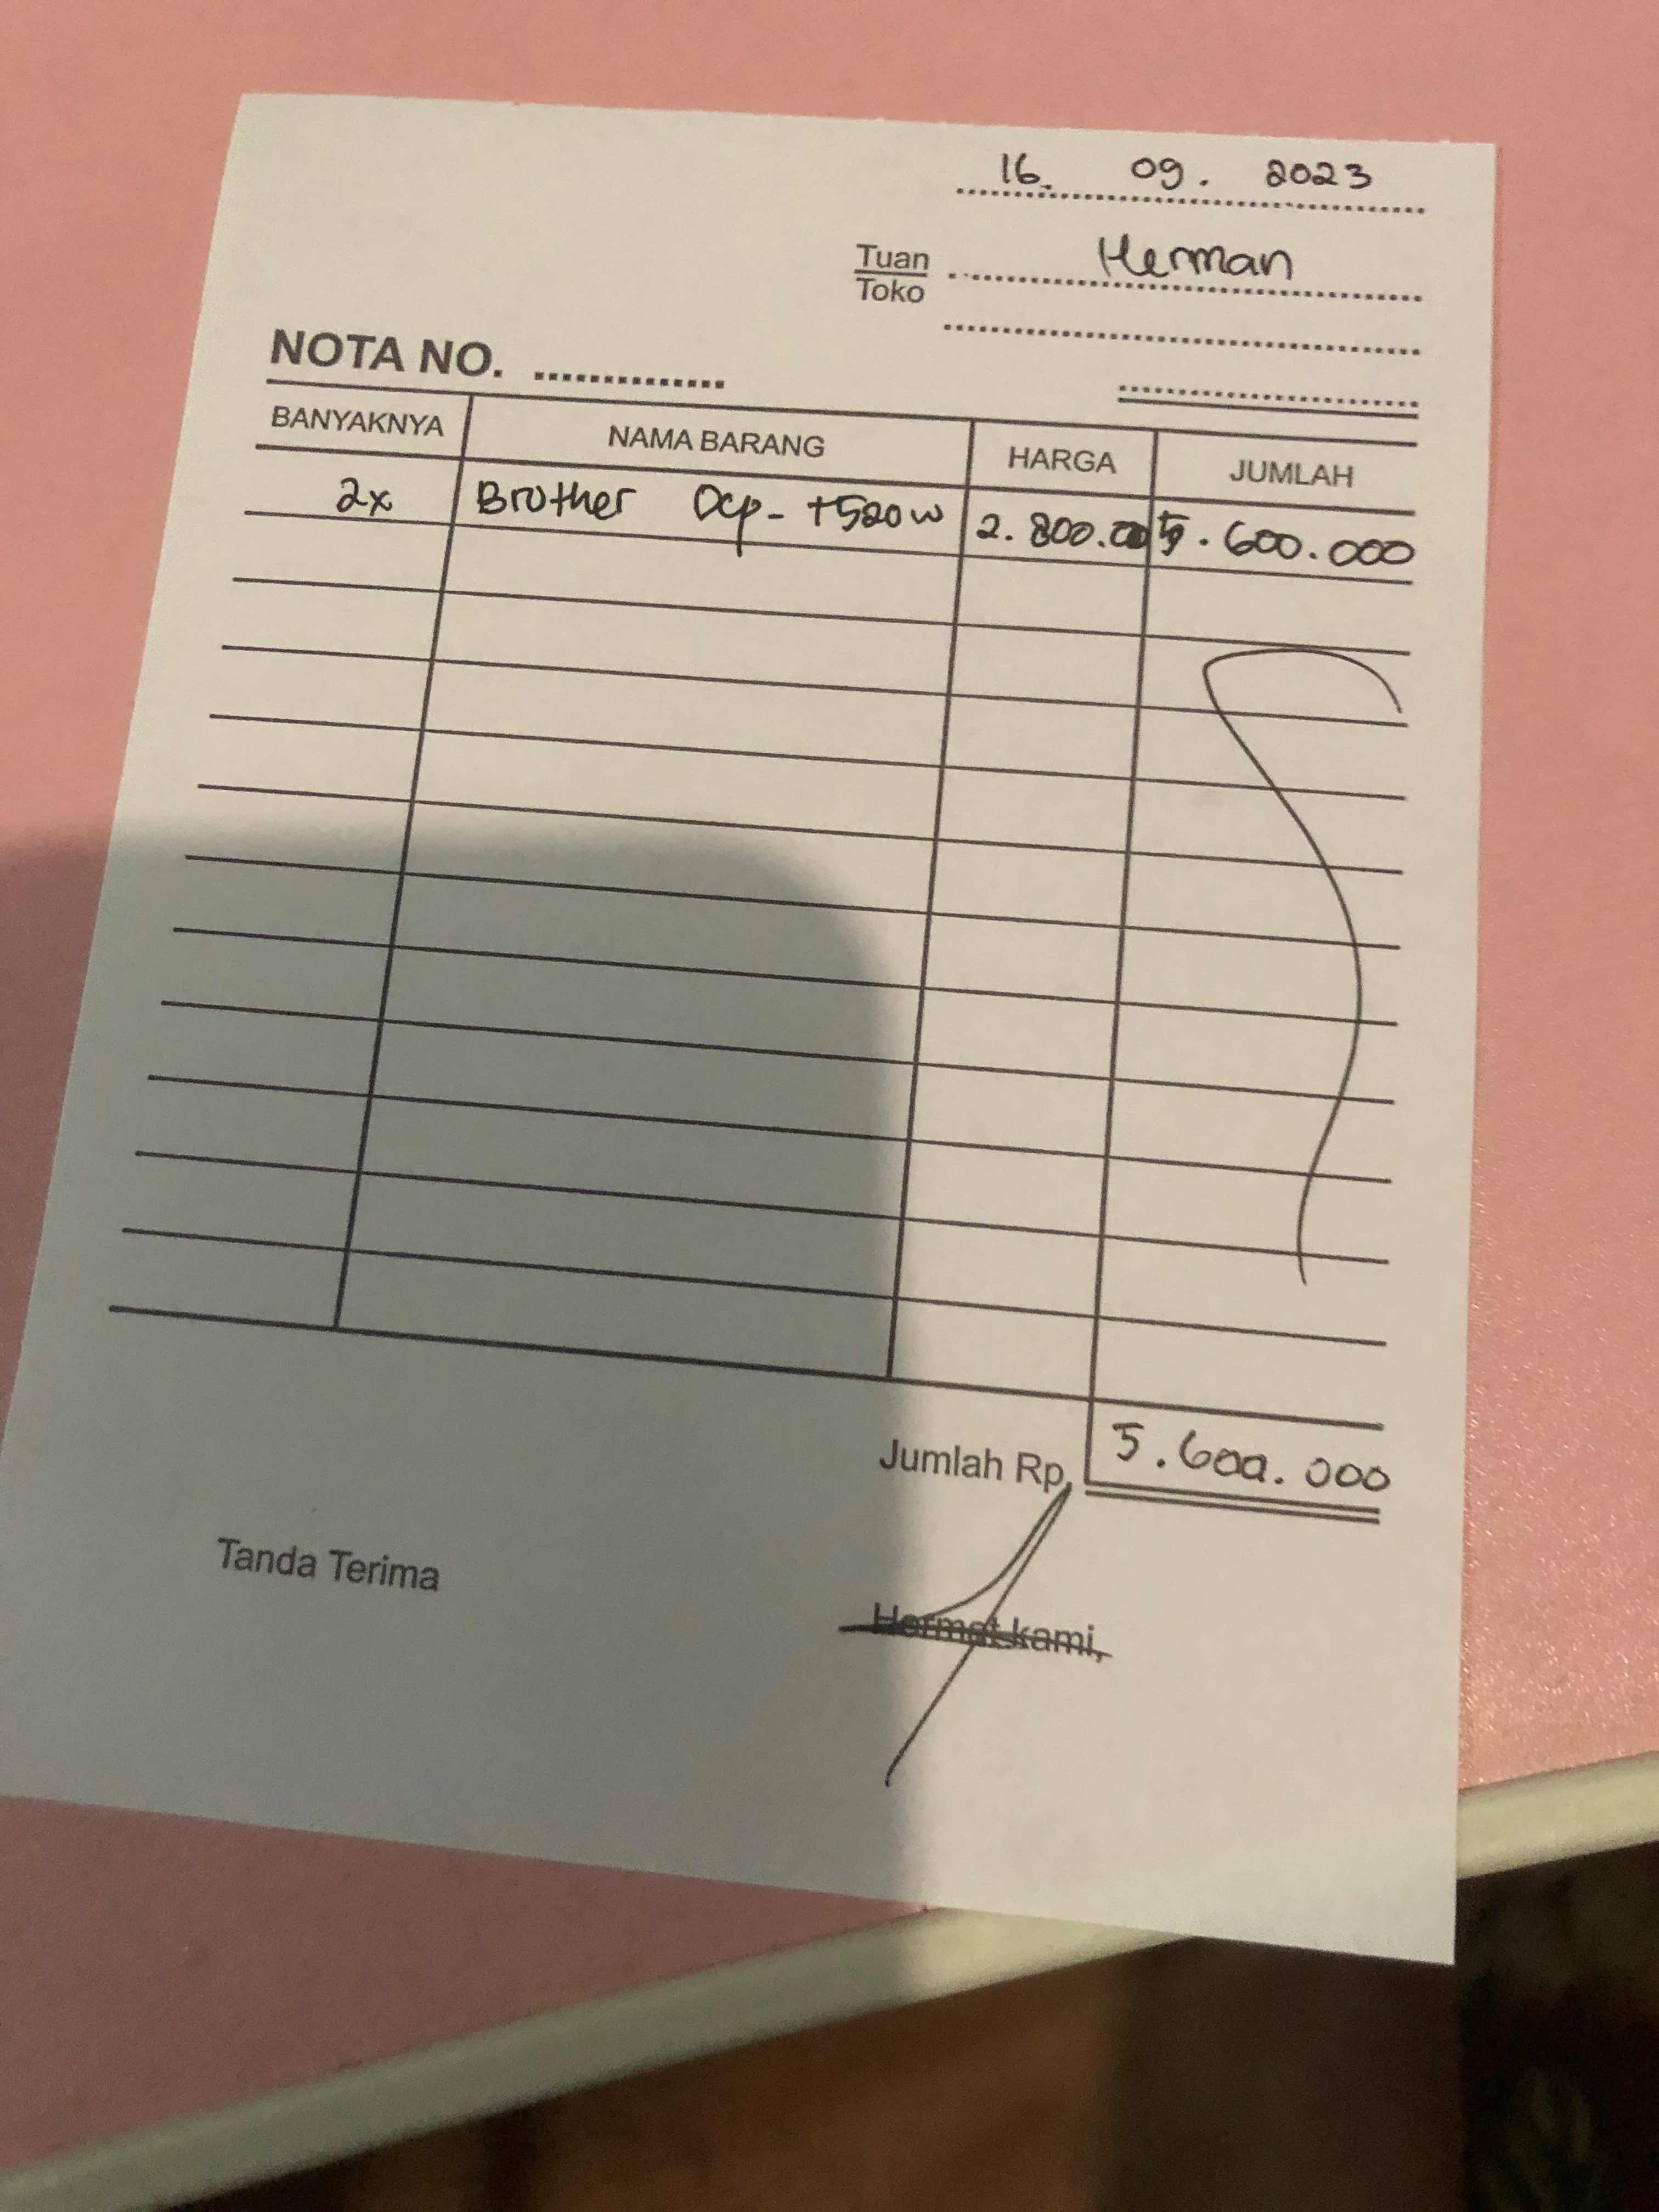 16. 09. 2023
Tuan Herman
Toko
NOTA NO. ..............
BANYAKNYA NAMA BARANG HARGA JUMLAH
2x Brother Dcp- t520w 2.800.000 5.600.000
Jumlah Rp. 5.600.000
Tanda Terima
Hormat kami,